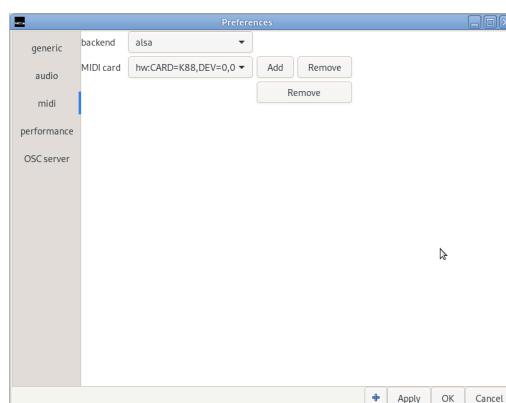 Preferences
generic
audio
midi
performance
OSC server
backend alsa
MIDI card hw:CARD=K88,DEV=0,0 Add Remove
Remove
Apply OK Cancel